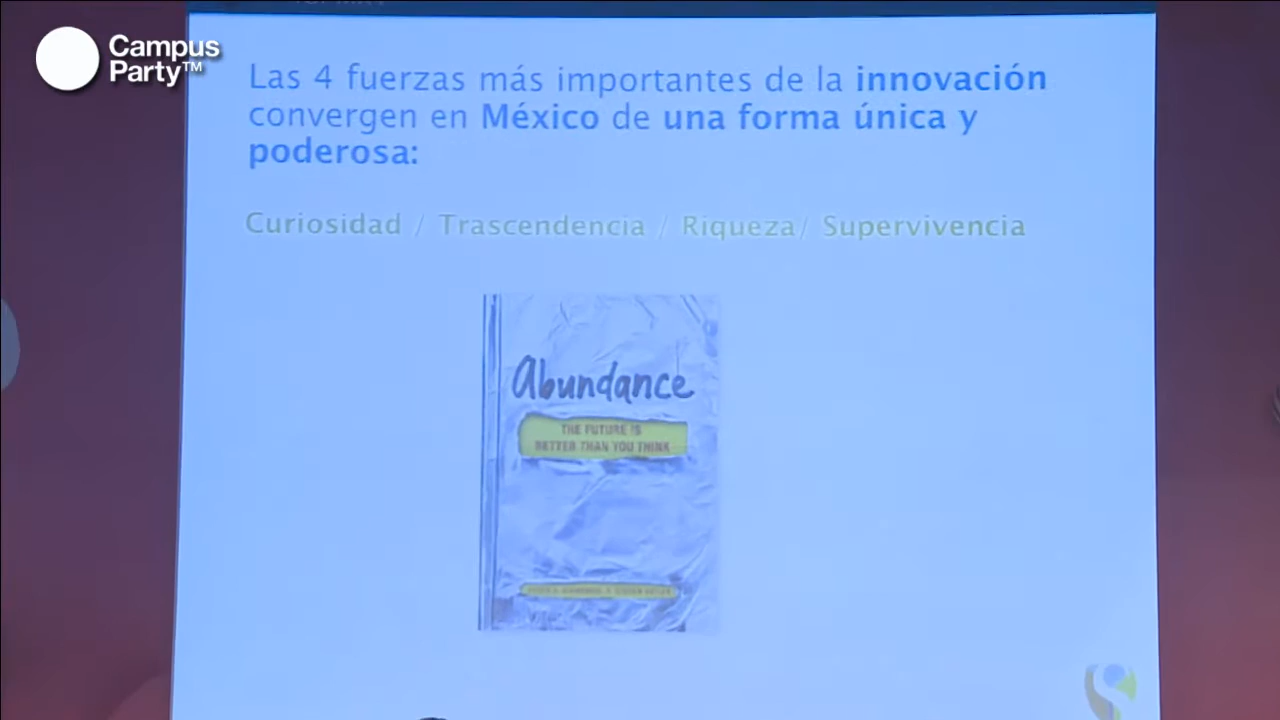 Campus
Party™
Las 4 fuerzas más importantes de la innovación
convergen en México de una forma única y
poderosa:
Curiosidad / Trascendencia / Riqueza/ Supervivencia
Abundance
THE FUTURE IS
BETTER THAN YOU THINK